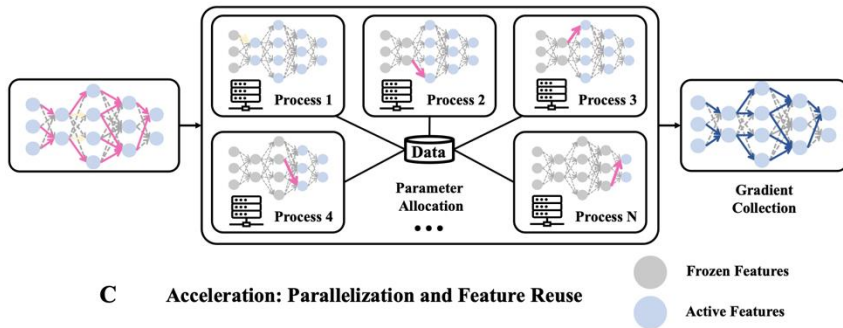 Process 1
Process 2
Process 3
Data
Process 4
Parameter
Allocation
• • •
Process N
Gradient
Collection
C Acceleration: Parallelization and Feature Reuse
Frozen Features
Active Features